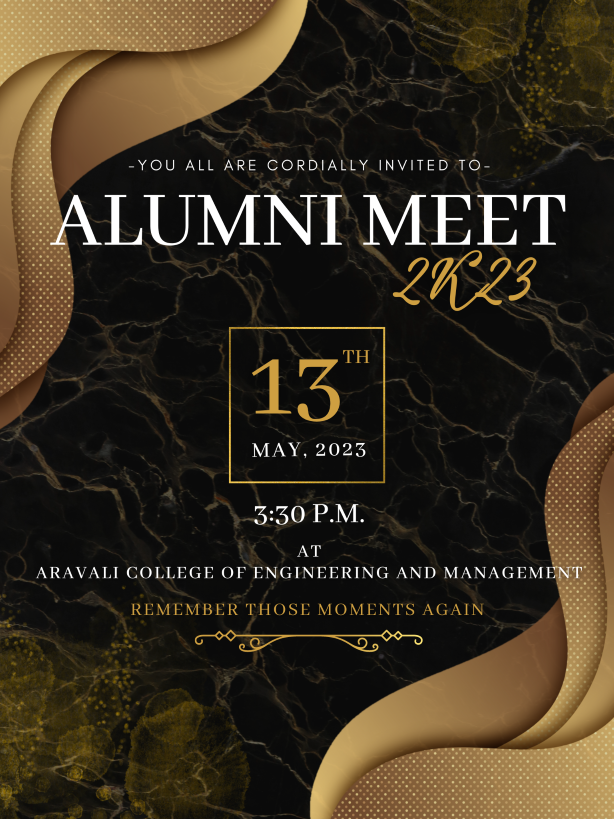 -YOU ALL ARE CORDIALLY INVITED TO-
ALUMNI MEET
2K23
13TH
MAY, 2023
3:30 P.M.
AT
ARAVALI COLLEGE OF ENGINEERING AND MANAGEMENT
REMEMBER THOSE MOMENTS AGAIN